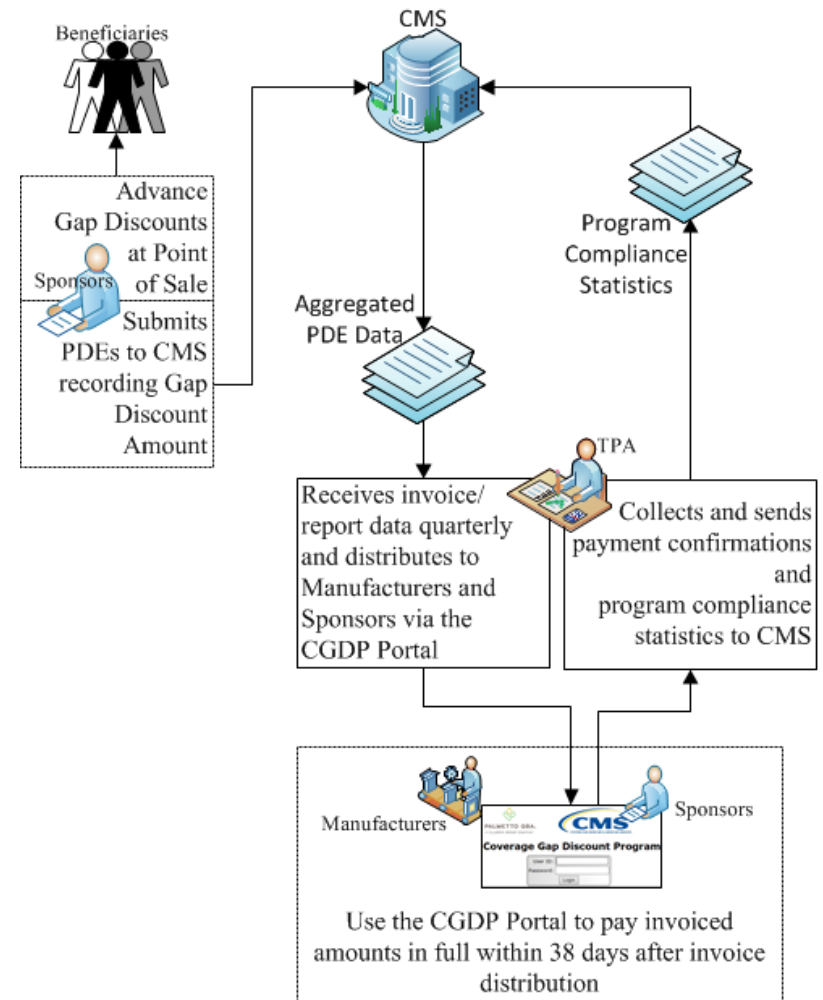 CMS
Beneficiaries
Advance
Gap Discounts
at Point
of Sale
Sponsors
Submits
PDEs to CMS
recording Gap
Discount
Amount
Program
Compliance
Statistics
Aggregated
PDE Data
TPA
Receives invoice/
report data quarterly
and distributes to
Manufacturers and
Sponsors via the
CGDP Portal
Collects and sends
payment confirmations
and
program compliance
statistics to CMS
Manufacturers
Sponsors
PALMETTO GBA.
CMS
Coverage Gap Discount Program
User ID:
Password:
Login
Use the CGDP Portal to pay invoiced
amounts in full within 38 days after invoice
distribution